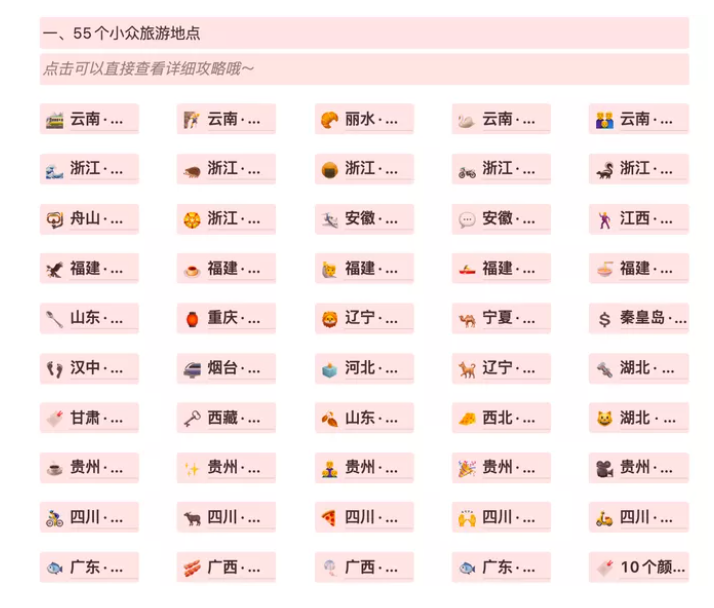 一、55个小众旅游地点
点击可以直接查看详细攻略哦～
云南·... 云南·... 丽水·... 云南·... 云南·...
浙江·... 浙江·... 浙江·... 浙江·... 浙江·...
舟山·... 浙江·... 安徽·... 安徽·... 江西·...
福建·... 福建·... 福建·... 福建·... 福建·...
山东·... 重庆·... 辽宁·... 宁夏·... 秦皇岛·...
汉中·... 烟台·... 河北·... 辽宁·... 湖北·...
甘肃·... 西藏·... 山东·... 西北·... 湖北·...
贵州·... 贵州·... 贵州·... 贵州·... 贵州·...
四川·... 四川·... 四川·... 四川·... 四川·...
广东·... 广西·... 广西·... 广东·... 10个颜...